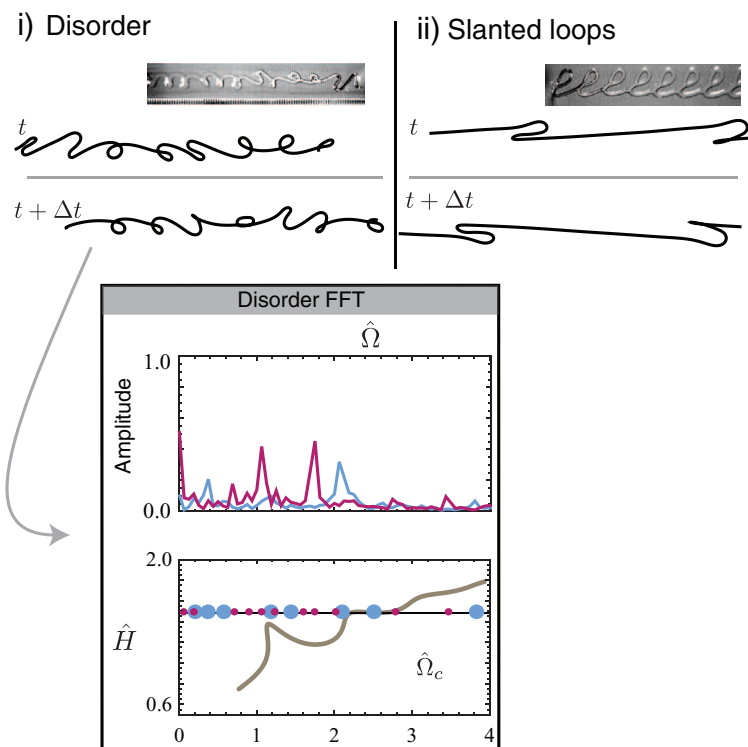 i) Disorder
ii) Slanted loops
t
t
t + Δt
t + Δt
Disorder FFT
Ω̂
1.0
Amplitude
0.0
2.0
Ĥ
Ω̂c
0.6
0 1 2 3 4